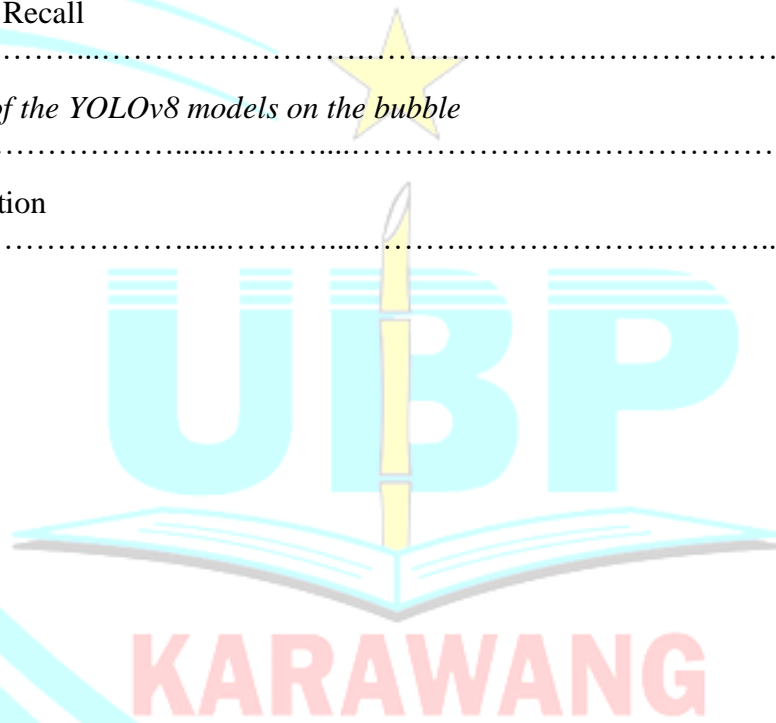 Recall
………...……………………………………….………………
of the YOLOv8 models on the bubble
………………....…….…...………………….………………
tion
………………....…….…....……….……………….………..
UBP
KARAWANG